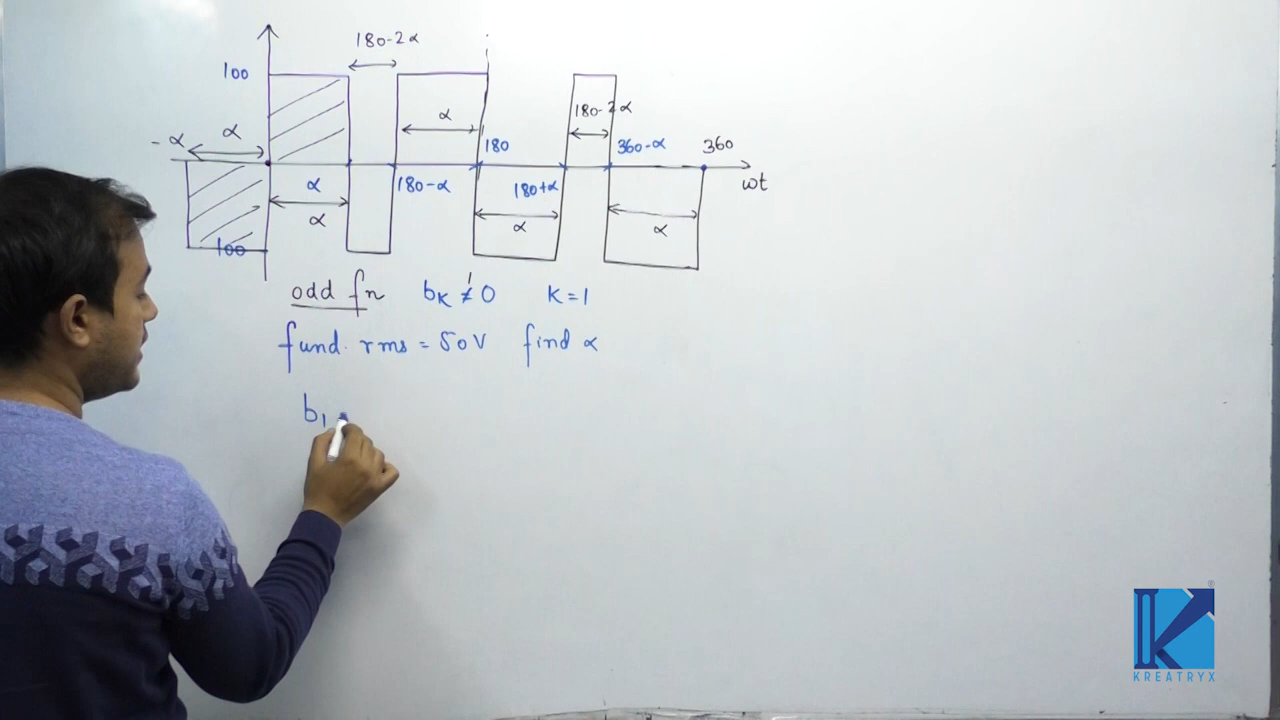 180-2α
100
-α α α 180-2α
180 360-α 360
α 180-α 180+α ωt
α α α
100
odd fn bK ≠ 0 K=1
fund. rms = 50V find α
b1
KREATRYX